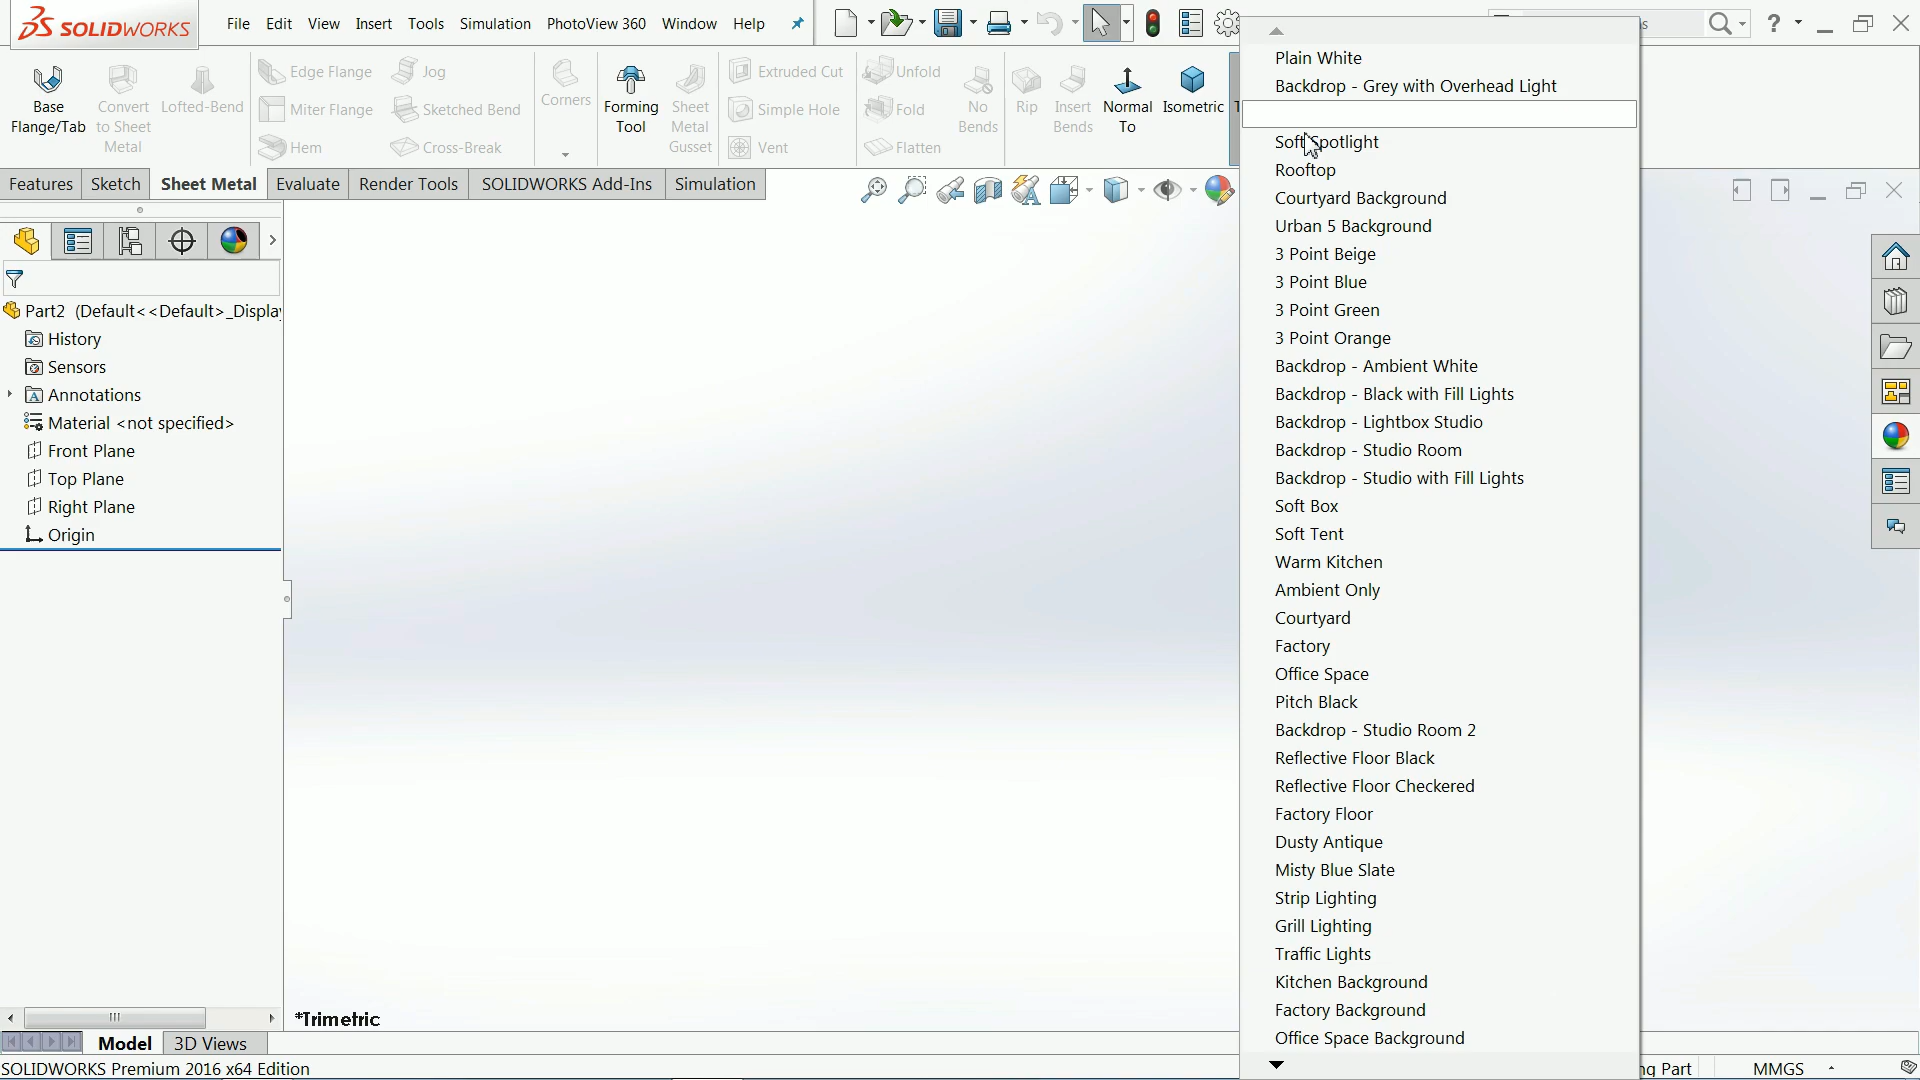 SOLIDWORKS
File Edit View Insert Tools Simulation PhotoView 360 Window Help
Base Flange/Tab
Convert to Sheet Metal
Lofted-Bend
Edge Flange
Miter Flange
Hem
Jog
Sketched Bend
Cross-Break
Corners
Forming Tool
Sheet Metal Gusset
Extruded Cut
Simple Hole
Vent
Unfold
Fold
Flatten
No Bends
Rip
Insert Bends
Normal To
Isometric
Features Sketch Sheet Metal Evaluate Render Tools SOLIDWORKS Add-Ins Simulation
Part2 (Default<<Default>_Displa
History
Sensors
Annotations
Material <not specified>
Front Plane
Top Plane
Right Plane
Origin
Plain White
Backdrop - Grey with Overhead Light
Soft Spotlight
Rooftop
Courtyard Background
Urban 5 Background
3 Point Beige
3 Point Blue
3 Point Green
3 Point Orange
Backdrop - Ambient White
Backdrop - Black with Fill Lights
Backdrop - Lightbox Studio
Backdrop - Studio Room
Backdrop - Studio with Fill Lights
Soft Box
Soft Tent
Warm Kitchen
Ambient Only
Courtyard
Factory
Office Space
Pitch Black
Backdrop - Studio Room 2
Reflective Floor Black
Reflective Floor Checkered
Factory Floor
Dusty Antique
Misty Blue Slate
Strip Lighting
Grill Lighting
Traffic Lights
Kitchen Background
Factory Background
Office Space Background
*Trimetric
Model 3D Views
SOLIDWORKS Premium 2016 x64 Edition
ng Part MMGS